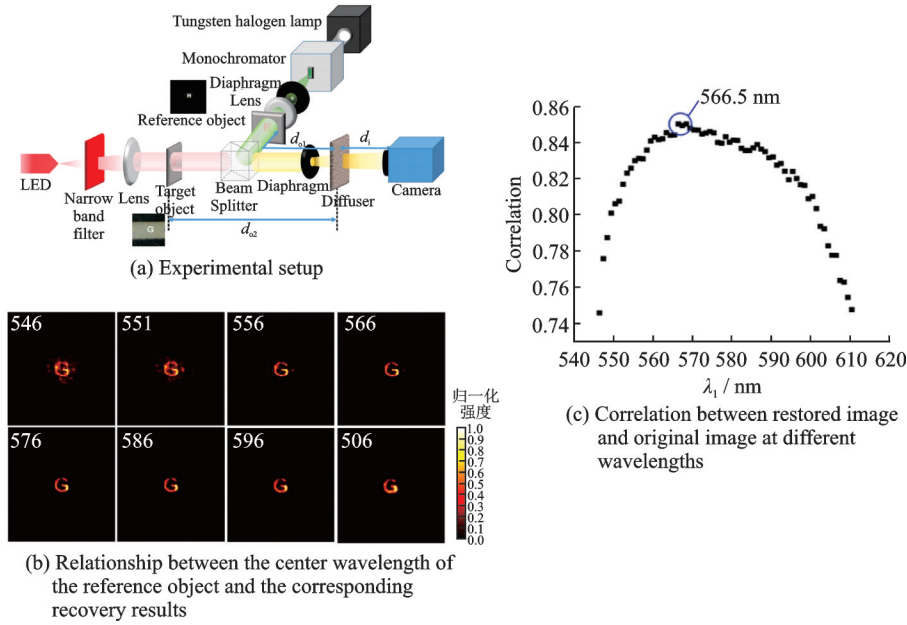 Tungsten halogen lamp
Monochromator
Diaphragm
Lens
Reference object
H
d_o1
d_i
LED
Narrow
band
filter
Lens
Target
object
Beam
Splitter
Diaphragm
Diffuser
Camera
G
d_o2
(a) Experimental setup
546
551
556
566
G
G
G
G
576
586
596
506
G
G
G
G
归一化
强度
1.0
0.9
0.8
0.7
0.6
0.5
0.4
0.3
0.2
0.1
0.0
(b) Relationship between the center wavelength of
the reference object and the corresponding
recovery results
566.5 nm
0.86
0.84
0.82
0.80
0.78
0.76
0.74
Correlation
540 550 560 570 580 590 600 610 620
λ₁ / nm
(c) Correlation between restored image
and original image at different
wavelengths